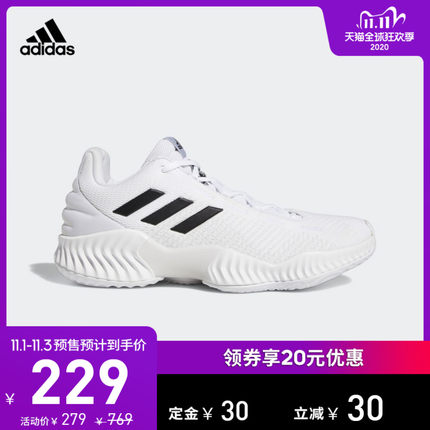 adidas
11.11
天猫全球狂欢季
2020
11.1-11.3预售预计到手价
¥ 229
活动价¥ 279 ¥ 769
领券享20元优惠
定金¥ 30 立减¥ 30